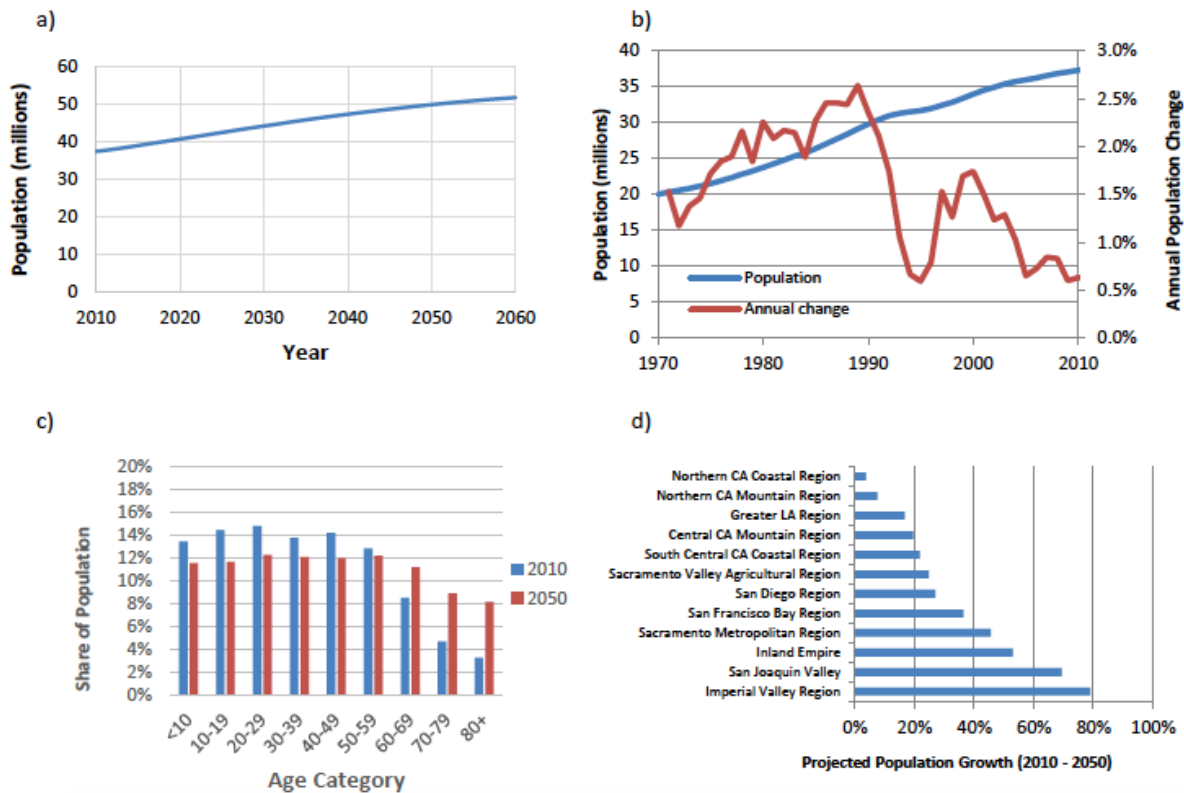 a)
60
50
40
30
20
10
0
Population (millions)
2010 2020 2030 2040 2050 2060
Year
b)
40
35
30
25
20
15
10
5
0
Population (millions)
3.0%
2.5%
2.0%
1.5%
1.0%
0.5%
0.0%
Annual Population Change
Population
Annual change
1970 1980 1990 2000 2010
c)
20%
18%
16%
14%
12%
10%
8%
6%
4%
2%
0%
Share of Population
2010
2050
<10 10-19 20-29 30-39 40-49 50-59 60-69 70-79 80+
Age Category
d)
Northern CA Coastal Region
Northern CA Mountain Region
Greater LA Region
Central CA Mountain Region
South Central CA Coastal Region
Sacramento Valley Agricultural Region
San Diego Region
San Francisco Bay Region
Sacramento Metropolitan Region
Inland Empire
San Joaquin Valley
Imperial Valley Region
0% 20% 40% 60% 80% 100%
Projected Population Growth (2010 - 2050)